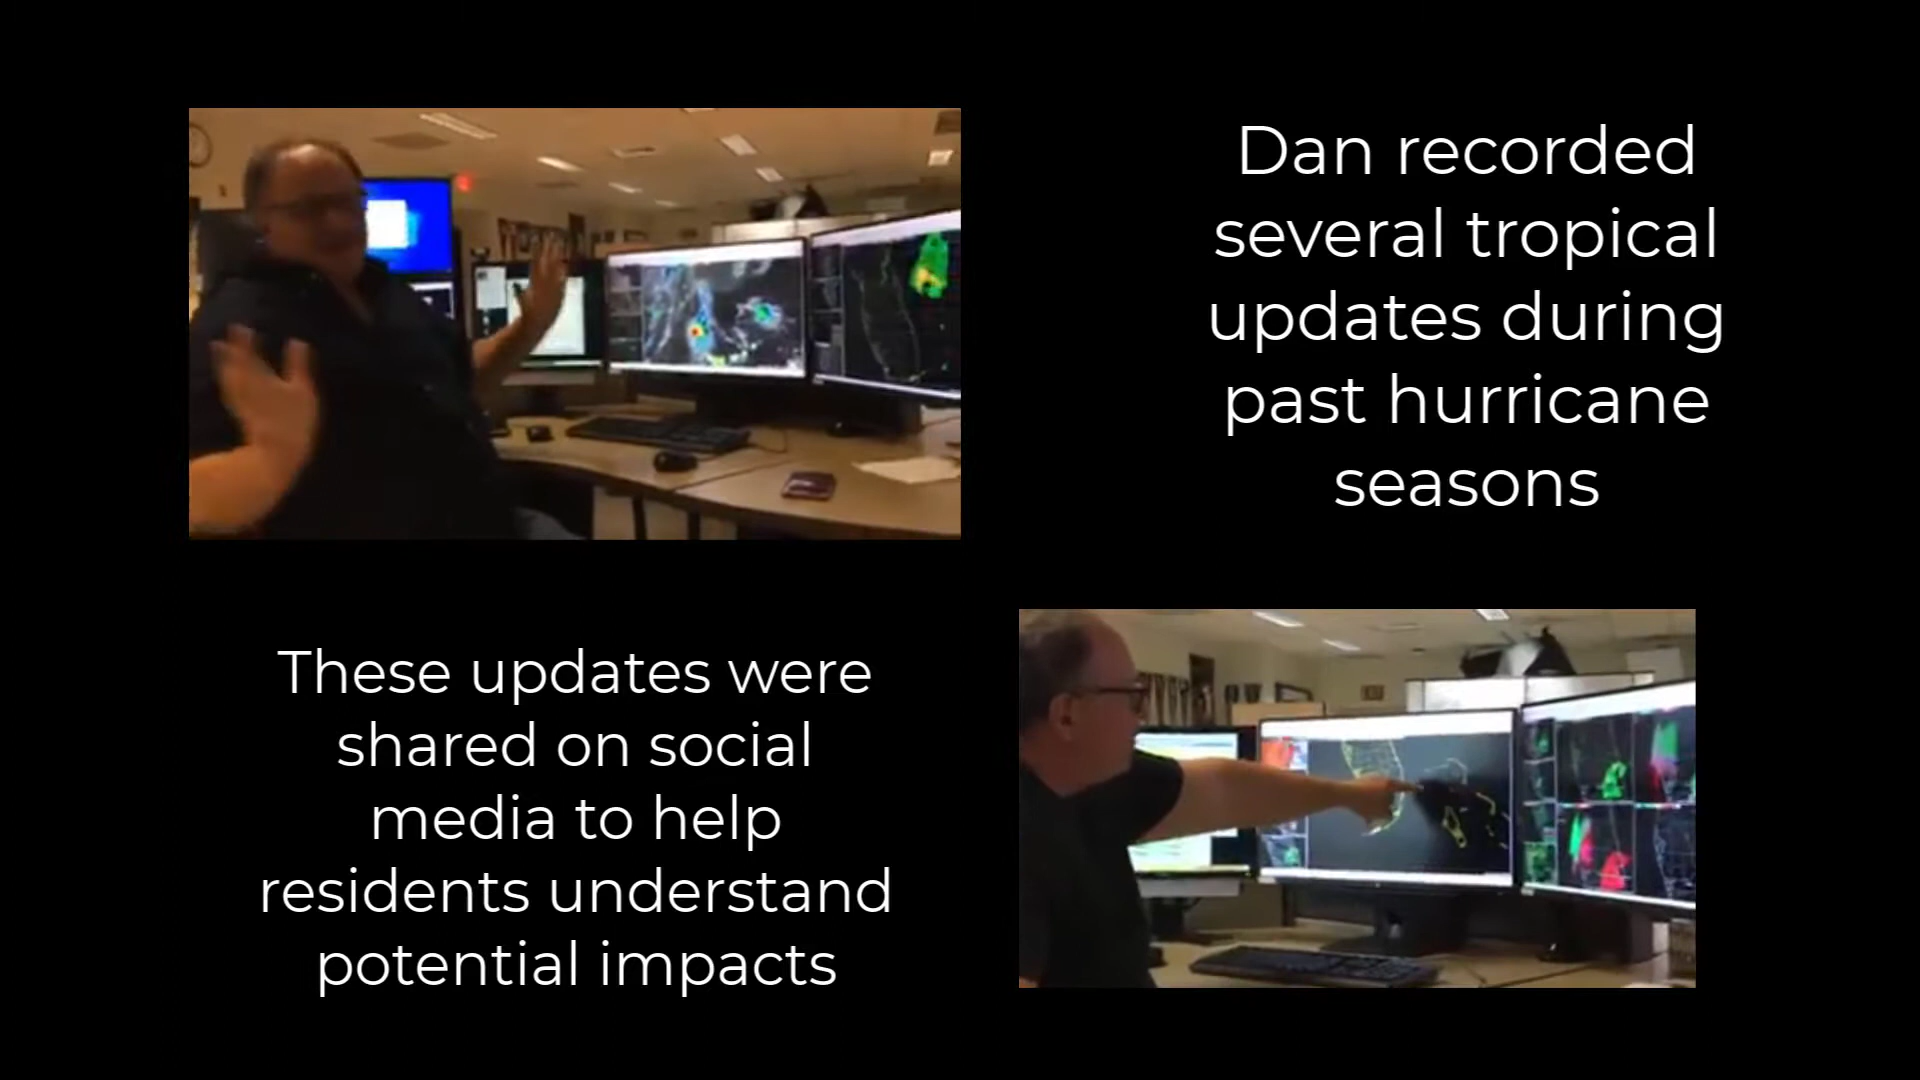 Dan recorded
several tropical
updates during
past hurricane
seasons
These updates were
shared on social
media to help
residents understand
potential impacts